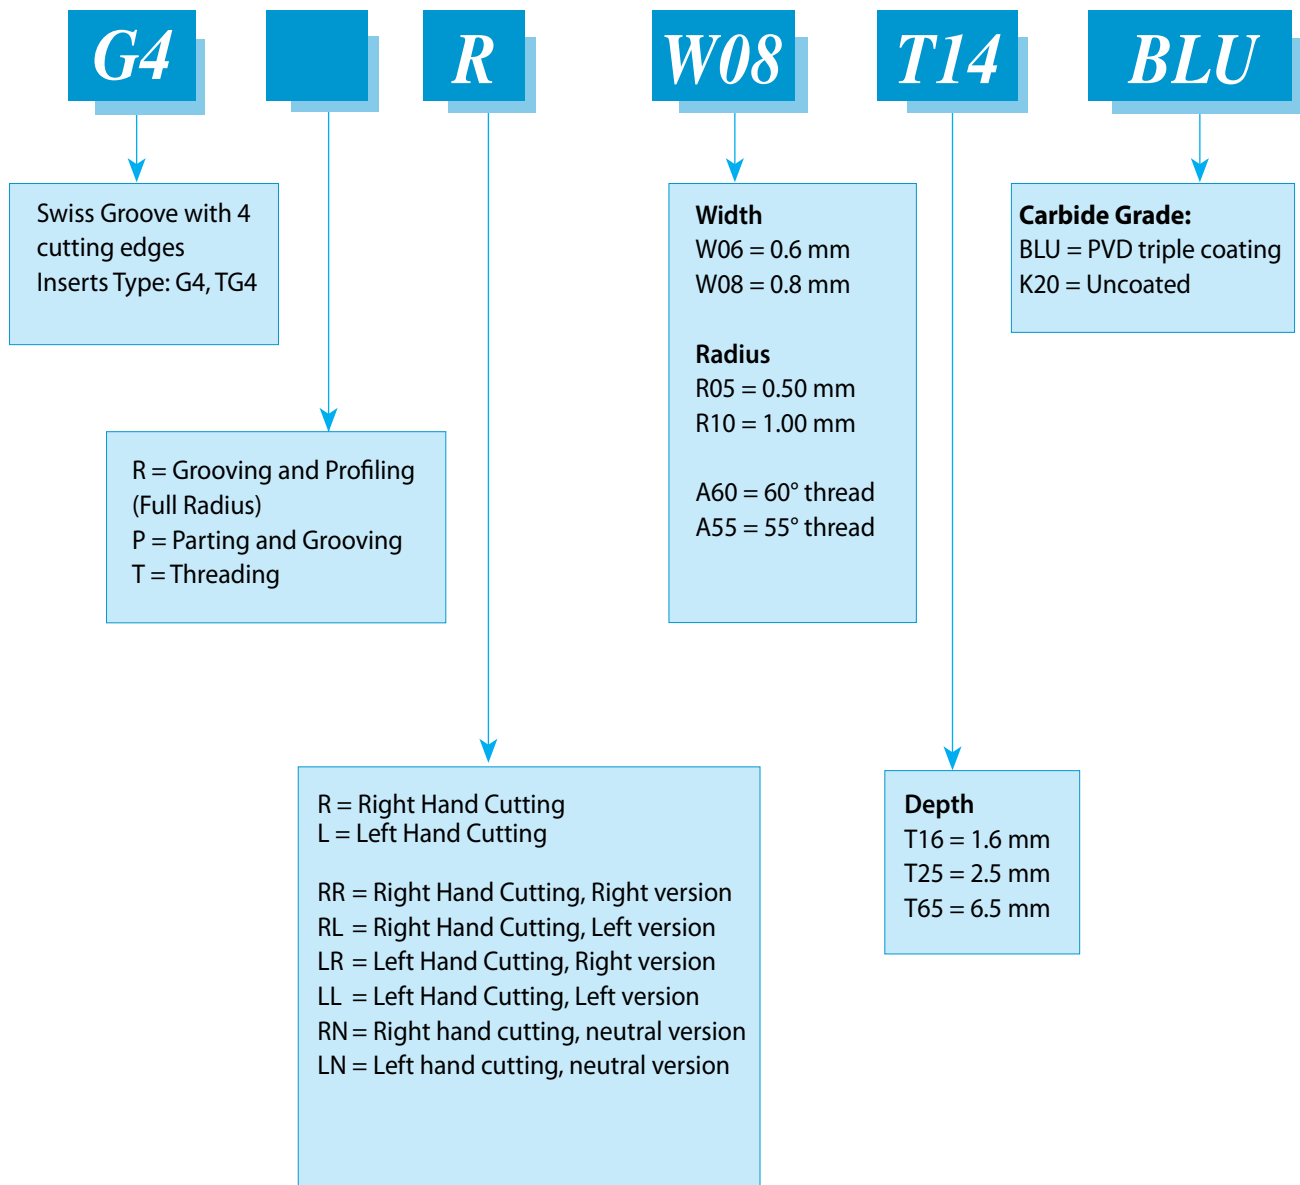 G4
R
W08
T14
BLU
Swiss Groove with 4
cutting edges
Inserts Type: G4, TG4
R = Grooving and Profiling
(Full Radius)
P = Parting and Grooving
T = Threading
R = Right Hand Cutting
L = Left Hand Cutting
RR = Right Hand Cutting, Right version
RL = Right Hand Cutting, Left version
LR = Left Hand Cutting, Right version
LL = Left Hand Cutting, Left version
RN = Right hand cutting, neutral version
LN = Left hand cutting, neutral version
Width
W06 = 0.6 mm
W08 = 0.8 mm
Radius
R05 = 0.50 mm
R10 = 1.00 mm
A60 = 60° thread
A55 = 55° thread
Depth
T16 = 1.6 mm
T25 = 2.5 mm
T65 = 6.5 mm
Carbide Grade:
BLU = PVD triple coating
K20 = Uncoated